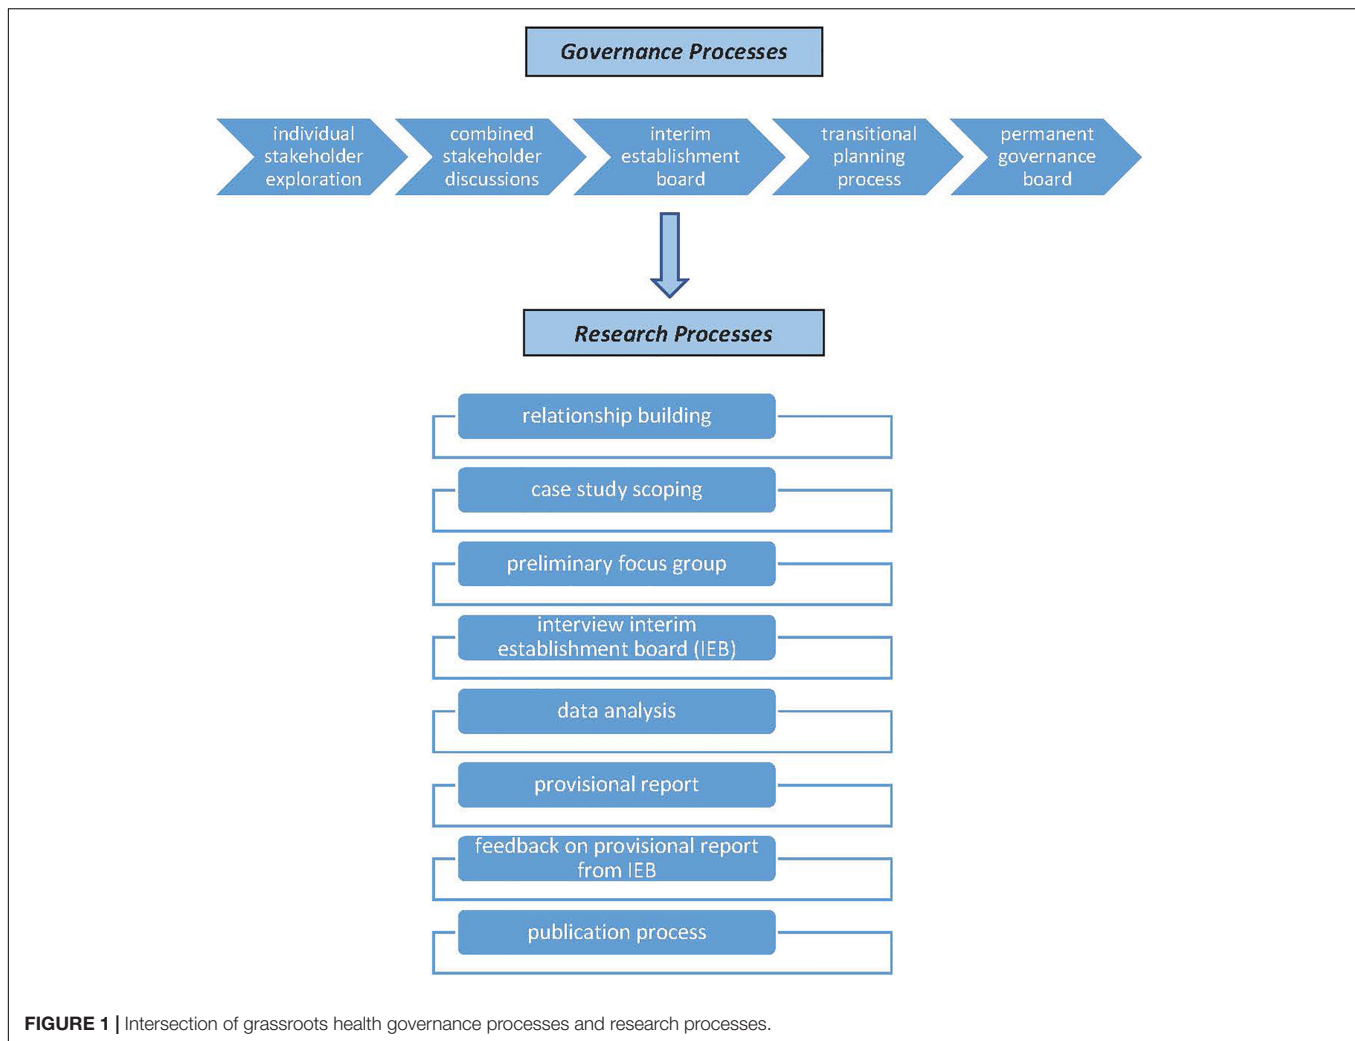 Governance Processes
individual
stakeholder
exploration
combined
stakeholder
discussions
interim
establishment
board
transitional
planning
process
permanent
governance
board
Research Processes
relationship building
case study scoping
preliminary focus group
interview interim
establishment board (IEB)
data analysis
provisional report
feedback on provisional report
from IEB
publication process
FIGURE 1 | Intersection of grassroots health governance processes and research processes.